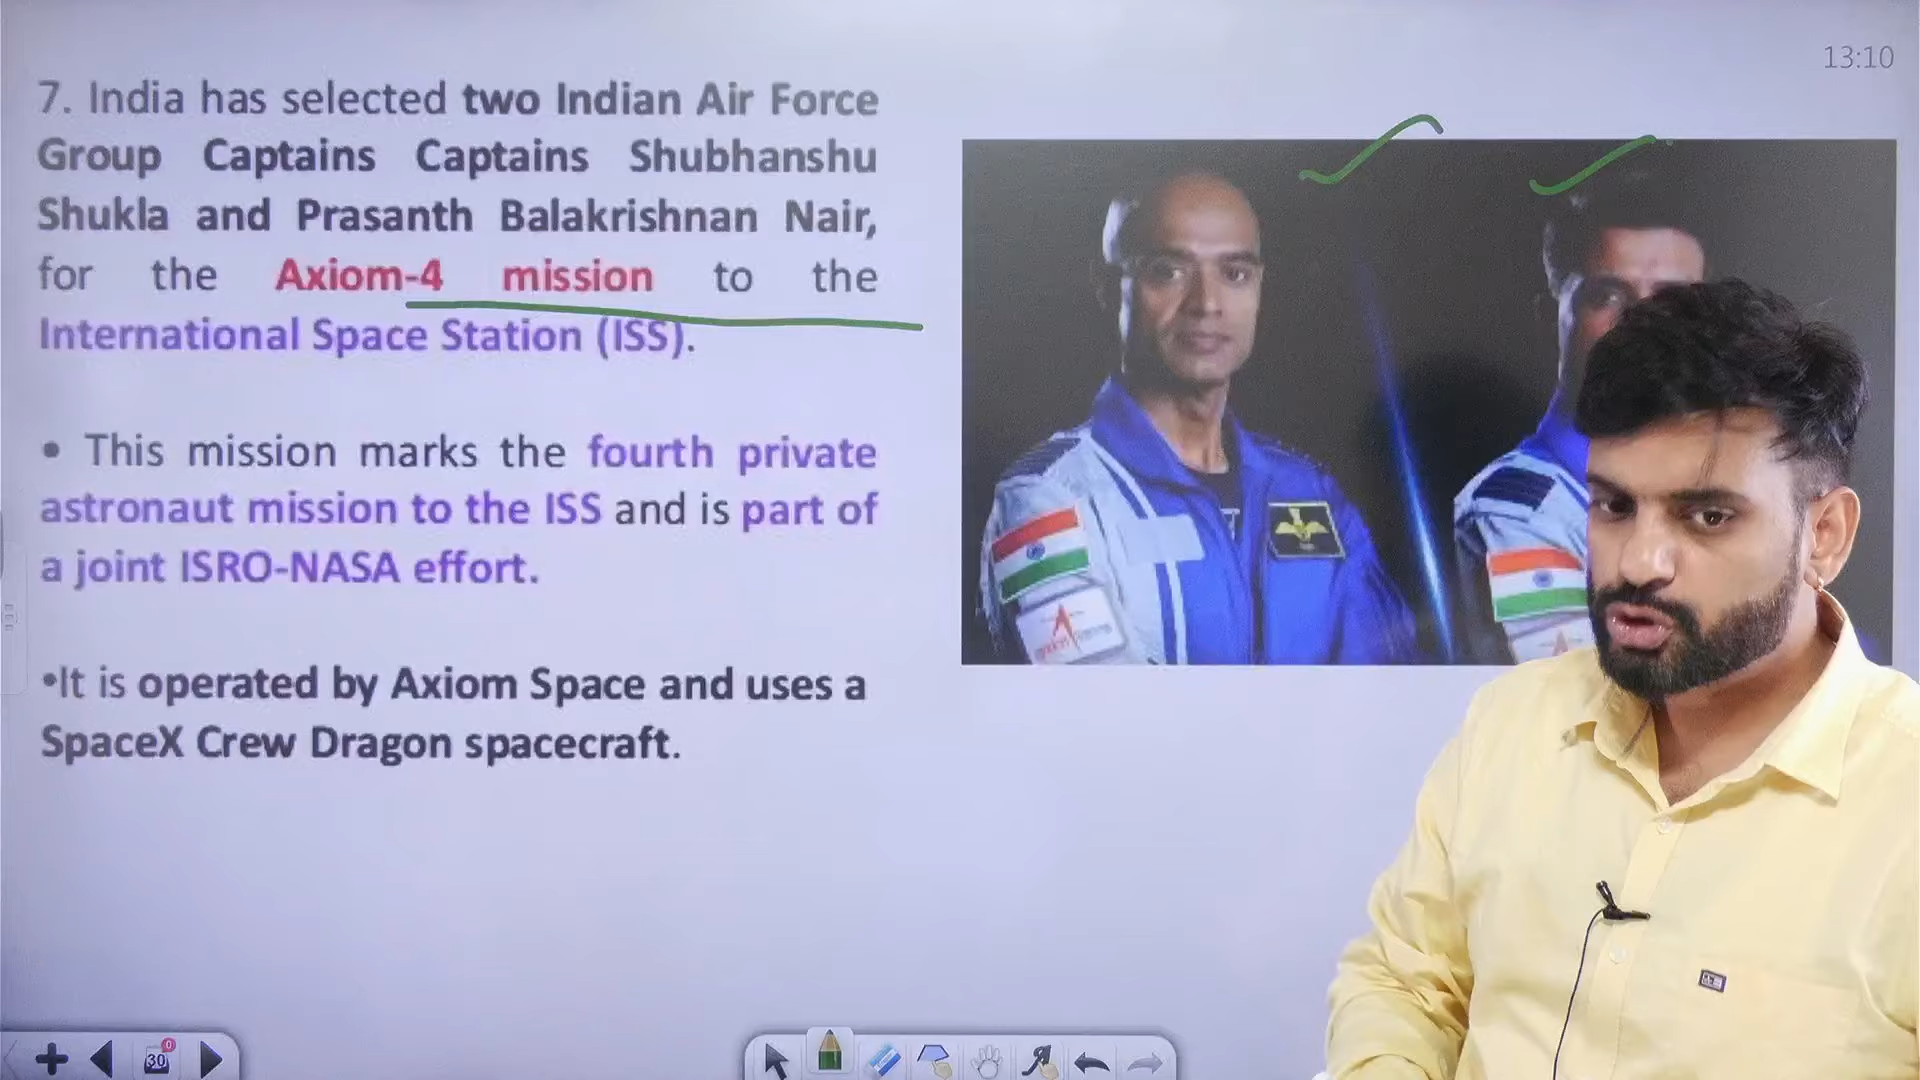 13:10
7. India has selected two Indian Air Force
Group Captains Captains Shubhanshu
Shukla and Prasanth Balakrishnan Nair,
for the Axiom-4 mission to the
International Space Station (ISS).
• This mission marks the fourth private
astronaut mission to the ISS and is part of
a joint ISRO-NASA effort.
•It is operated by Axiom Space and uses a
SpaceX Crew Dragon spacecraft.
30
0